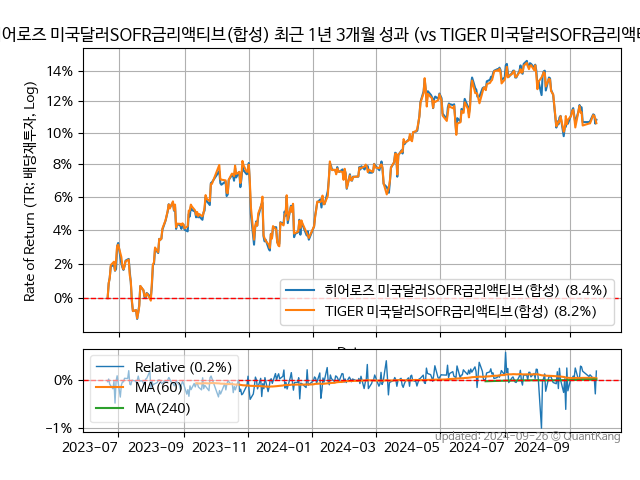 어로즈 미국달러SOFR금리액티브(합성) 최근 1년 3개월 성과 (vs TIGER 미국달러SOFR금리액티
Rate of Return (TR: 배당재투자, Log)
14%
12%
10%
8%
6%
4%
2%
0%
히어로즈 미국달러SOFR금리액티브(합성) (8.4%)
TIGER 미국달러SOFR금리액티브(합성) (8.2%)
0%
-1%
Relative (0.2%)
MA(60)
MA(240)
2023-07 2023-09 2023-11 2024-01 2024-03 2024-05 2024-07 2024-09
updated: 2024-09-26 © QuantKang